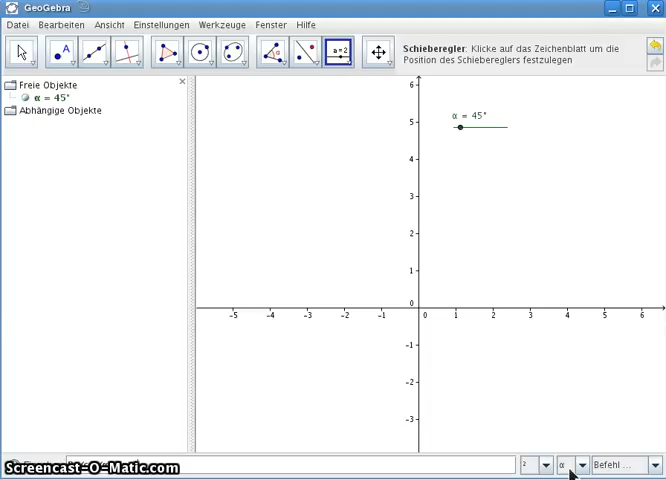 GeoGebra
Datei Bearbeiten Ansicht Einstellungen Werkzeuge Fenster Hilfe
A
α
a = 2
Schieberegler: Klicke auf das Zeichenblatt um die
Position des Schiebereglers festzulegen
Freie Objekte
α = 45°
Abhängige Objekte
α = 45°
6
5
4
3
2
1
0
-5 -4 -3 -2 -1 0 1 2 3 4 5 6
-1
-2
-3
² α Befehl ...
Screencast-O-Matic.com